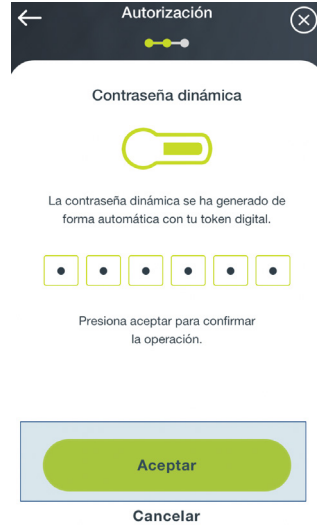 Autorización
Contraseña dinámica
La contraseña dinámica se ha generado de
forma automática con tu token digital.
Presiona aceptar para confirmar
la operación.
Aceptar
Cancelar